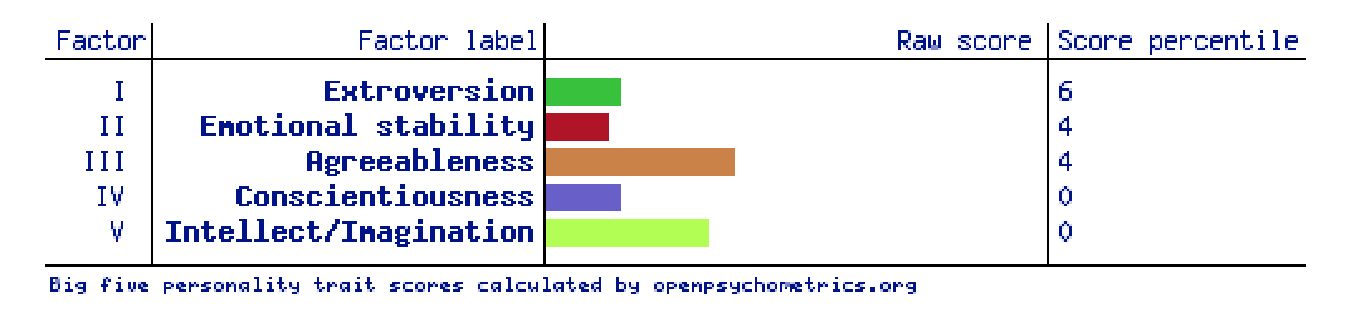 Factor Factor label Raw score Score percentile
I Extroversion 6
II Emotional stability 4
III Agreeableness 4
IV Conscientiousness 0
V Intellect/Imagination 0
Big five personality trait scores calculated by openpsychometrics.org